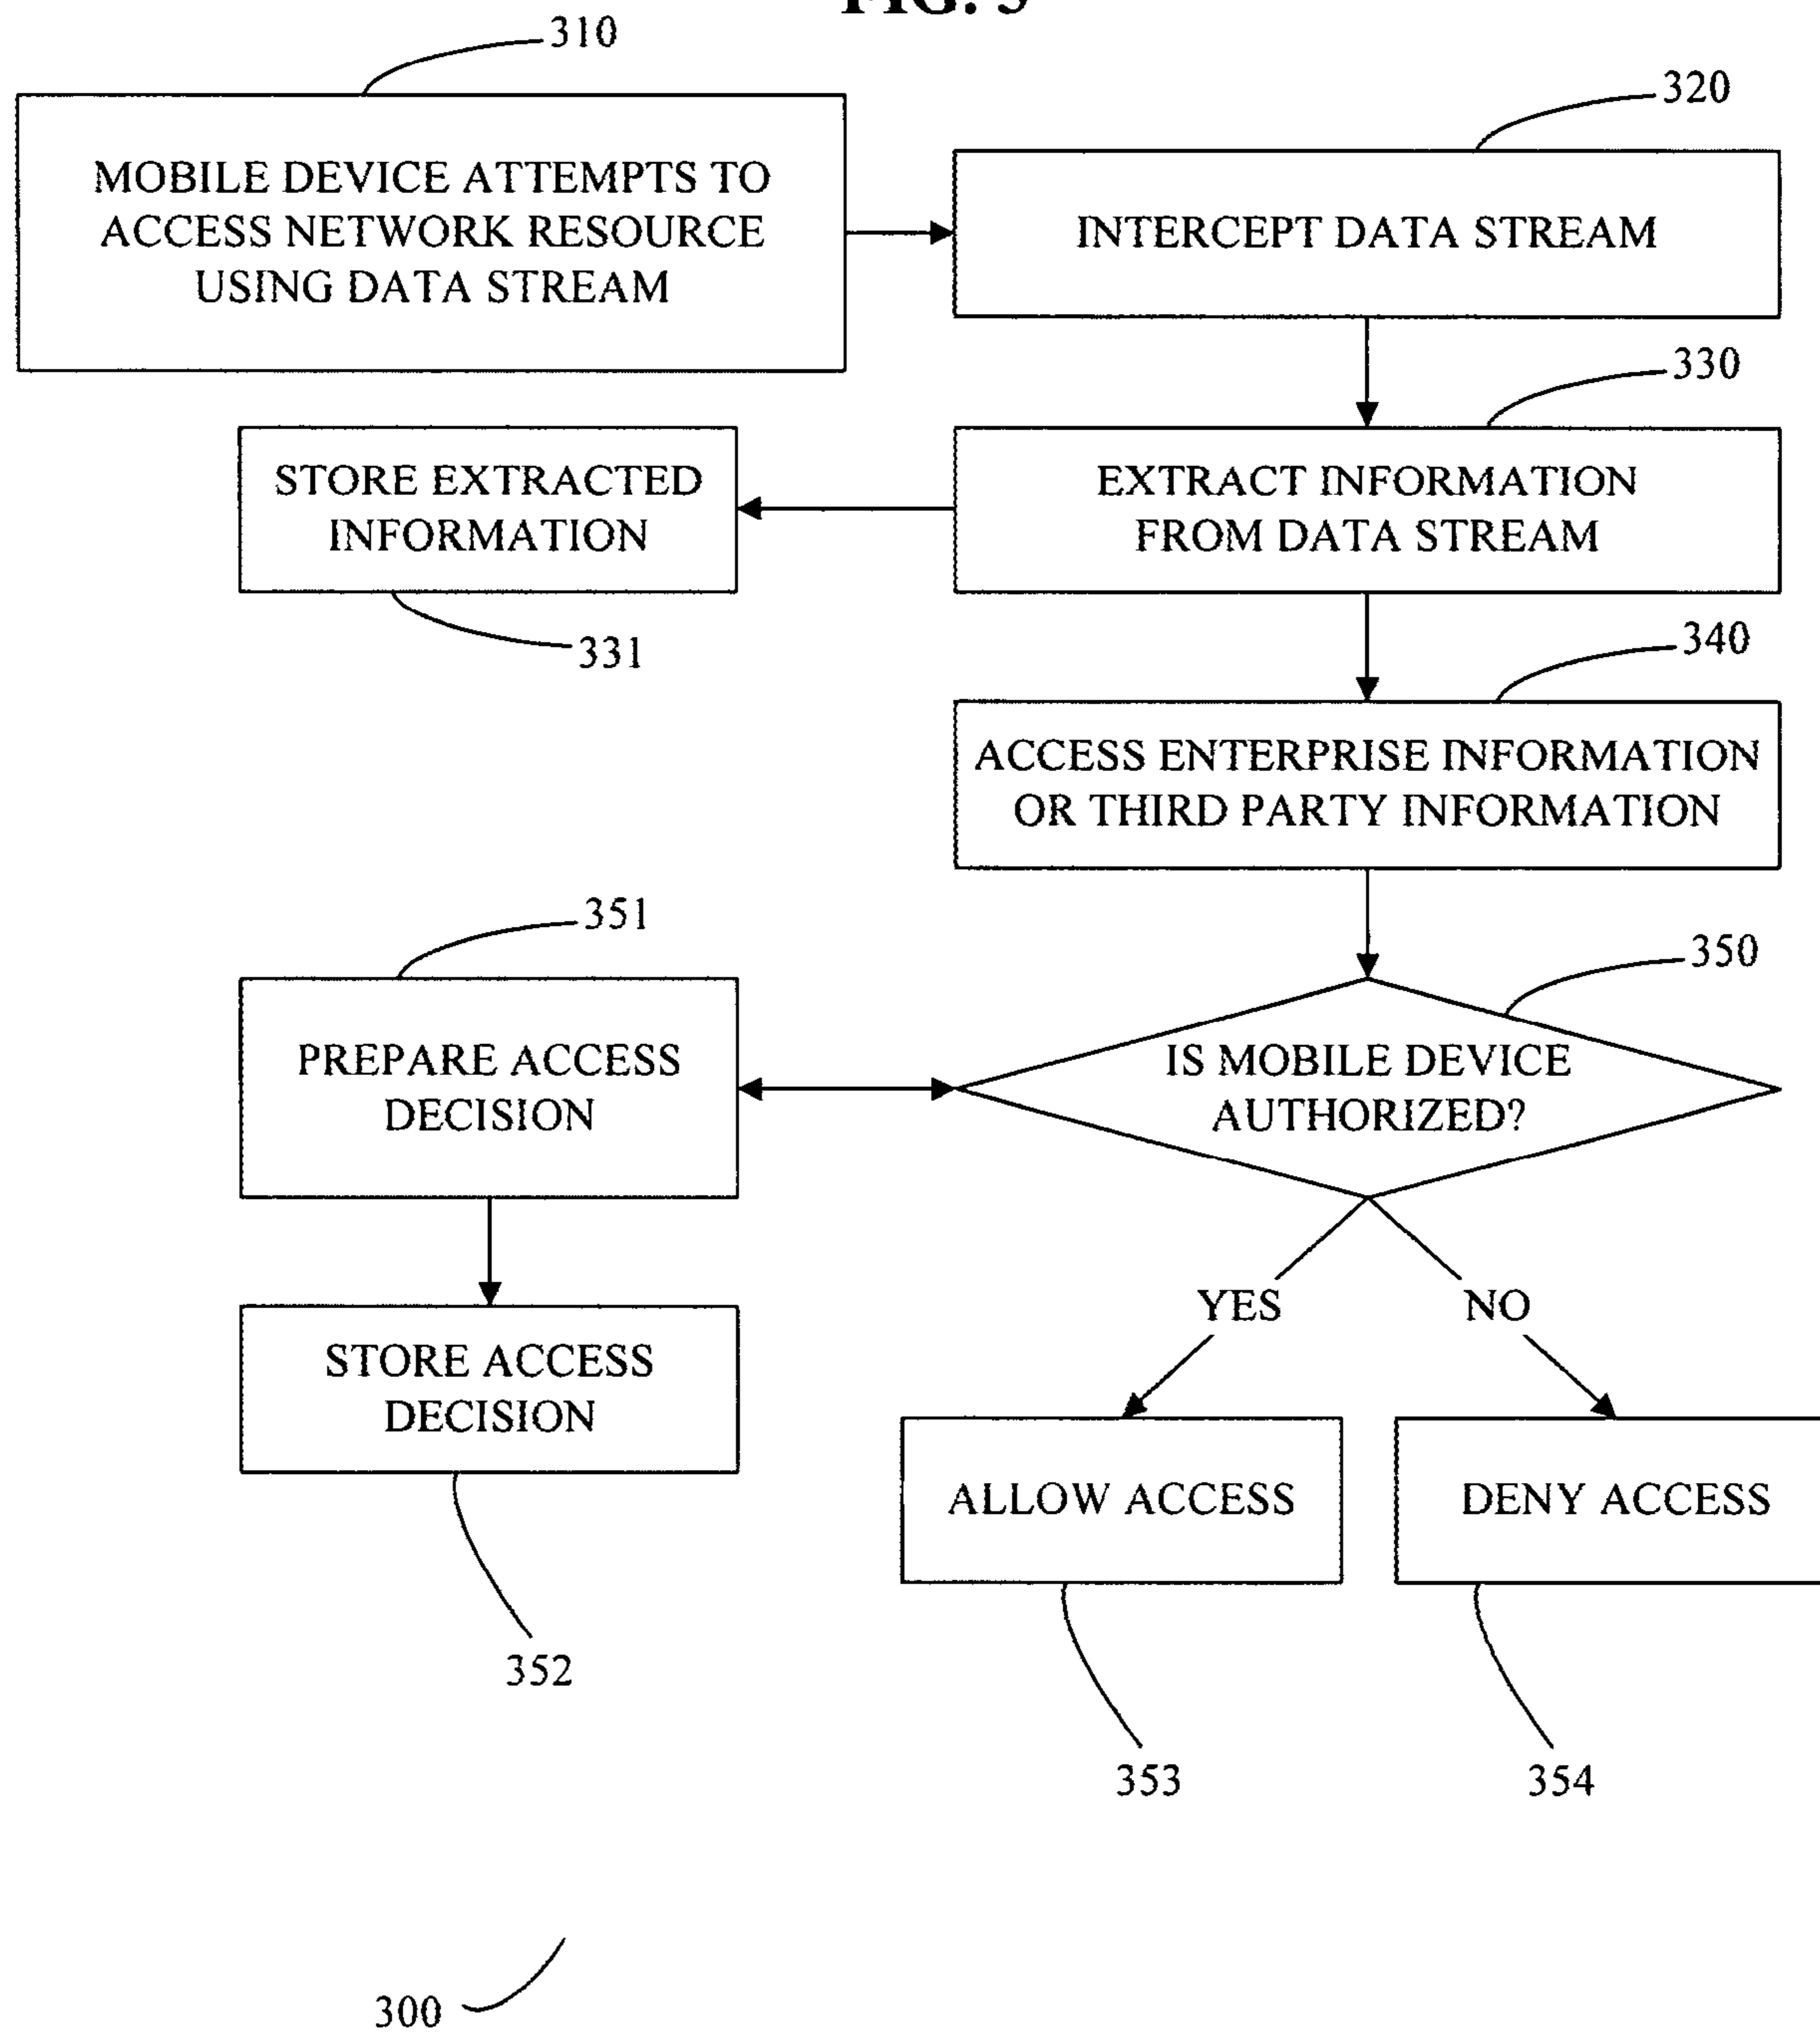 FIG. 3
310
320
MOBILE DEVICE ATTEMPTS TO
ACCESS NETWORK RESOURCE
USING DATA STREAM
INTERCEPT DATA STREAM
330
STORE EXTRACTED
INFORMATION
EXTRACT INFORMATION
FROM DATA STREAM
331
340
ACCESS ENTERPRISE INFORMATION
OR THIRD PARTY INFORMATION
351
350
PREPARE ACCESS
DECISION
IS MOBILE DEVICE
AUTHORIZED?
YES
NO
STORE ACCESS
DECISION
ALLOW ACCESS
DENY ACCESS
352
353
354
300